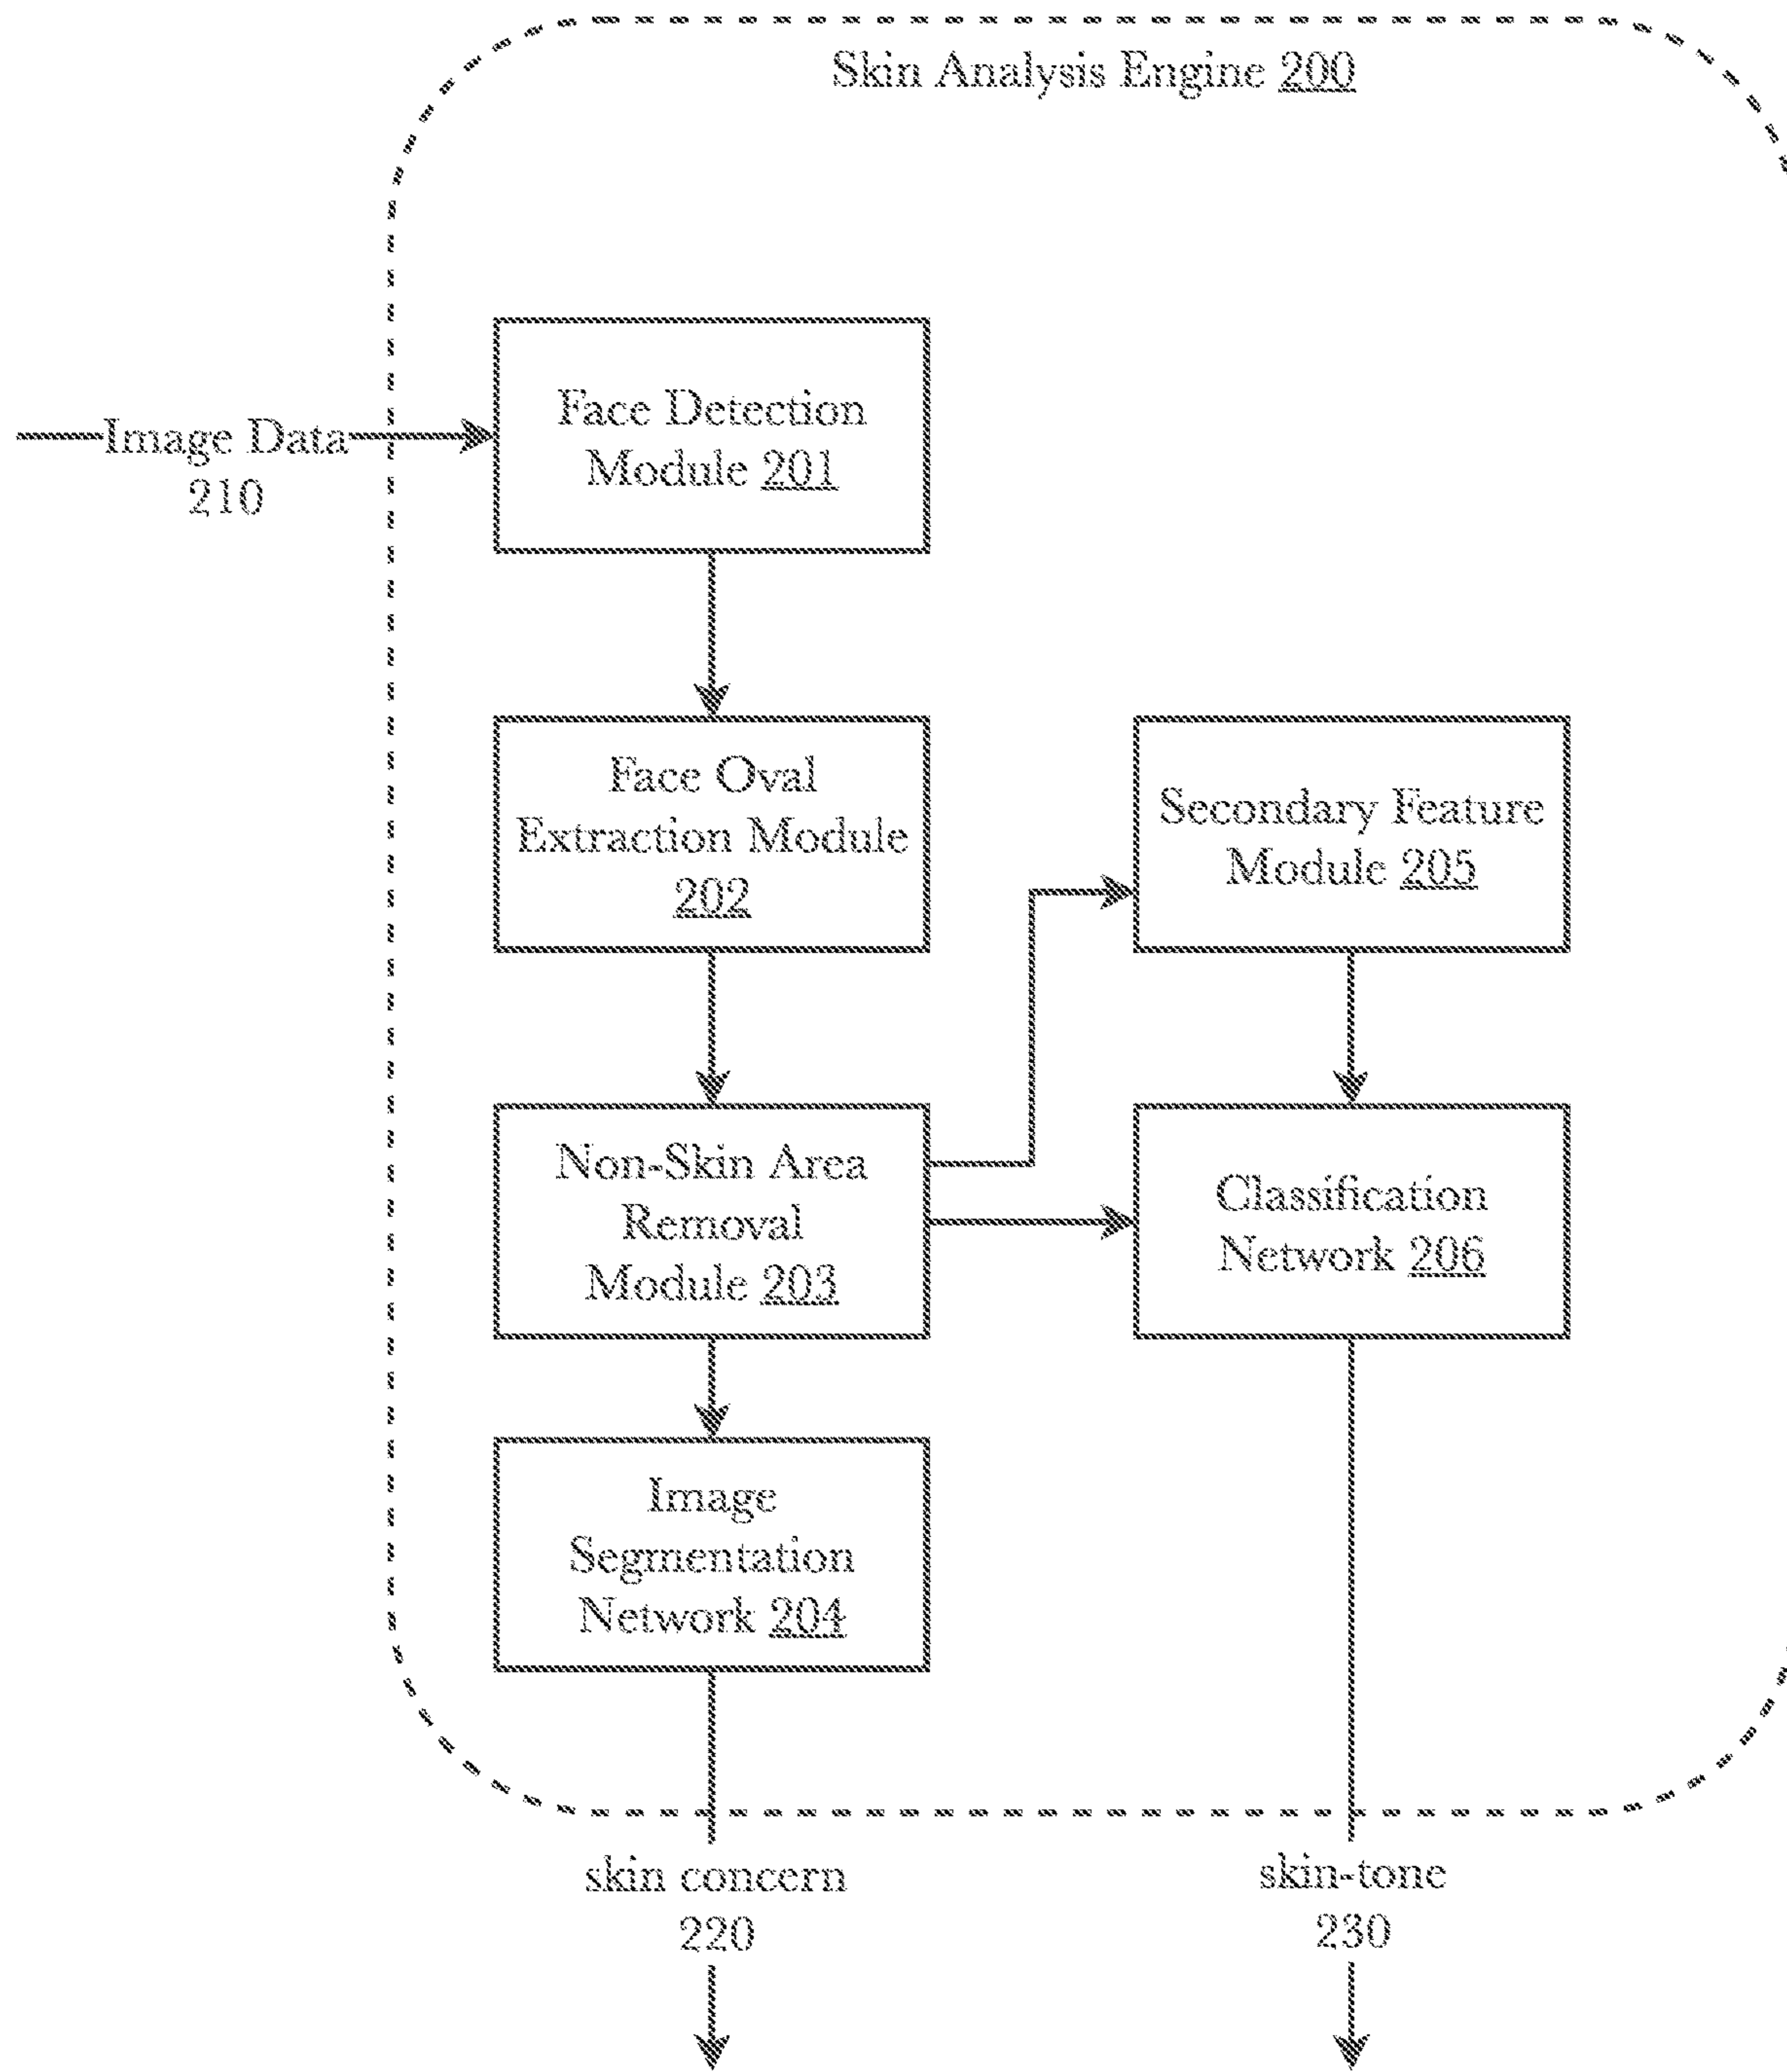 Skin Analysis Engine 200
Image Data
210
Face Detection
Module 201
Face Oval
Extraction Module
202
Secondary Feature
Module 205
Non-Skin Area
Removal
Module 203
Classification
Network 206
Image
Segmentation
Network 204
skin concern
220
skin-tone
230